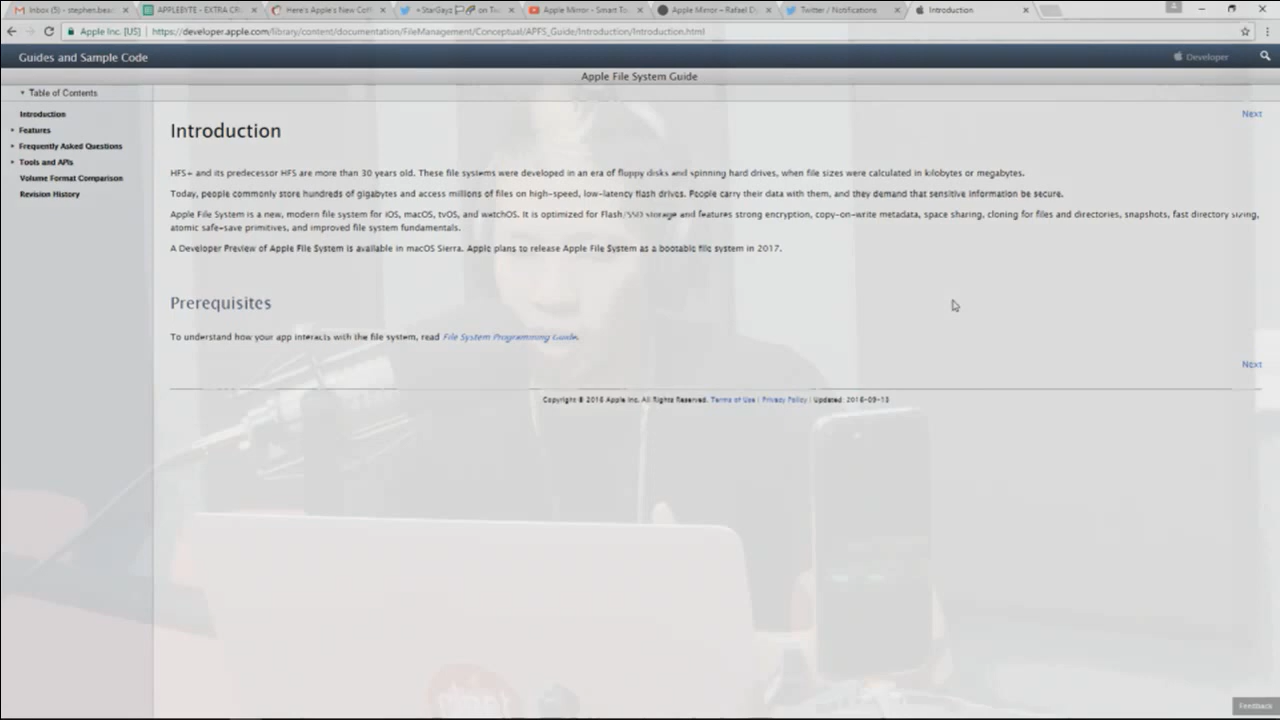 Inbox (5) - stephen.bea
APPLEBYTE - EXTRA CR
Here's Apple's New Coff
+StarGayz
on Tw
Apple Mirror - Smart To
Apple Mirror – Rafael D
Twitter / Notifications
Introduction
Apple Inc. [US] | https://developer.apple.com/library/content/documentation/FileManagement/Conceptual/APFS_Guide/Introduction/Introduction.html
Guides and Sample Code
Developer
Apple File System Guide
Table of Contents
Introduction
Features
Frequently Asked Questions
Tools and APIs
Volume Format Comparison
Revision History
Next
Introduction
HFS+ and its predecessor HFS are more than 30 years old. These file systems were developed in an era of floppy disks and spinning hard drives, when file sizes were calculated in kilobytes or megabytes.
Today, people commonly store hundreds of gigabytes and access millions of files on high-speed, low-latency flash drives. People carry their data with them, and they demand that sensitive information be secure.
Apple File System is a new, modern file system for iOS, macOS, tvOS, and watchOS. It is optimized for Flash/SSD storage and features strong encryption, copy-on-write metadata, space sharing, cloning for files and directories, snapshots, fast directory sizing,
atomic safe-save primitives, and improved file system fundamentals.
A Developer Preview of Apple File System is available in macOS Sierra. Apple plans to release Apple File System as a bootable file system in 2017.
Prerequisites
To understand how your app interacts with the file system, read File System Programming Guide.
Next
Copyright © 2016 Apple Inc. All Rights Reserved. Terms of Use | Privacy Policy | Updated: 2016-09-13
Feedback